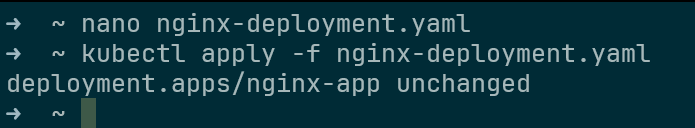 ➜  ~ nano nginx-deployment.yaml
➜  ~ kubectl apply -f nginx-deployment.yaml
deployment.apps/nginx-app unchanged
➜  ~